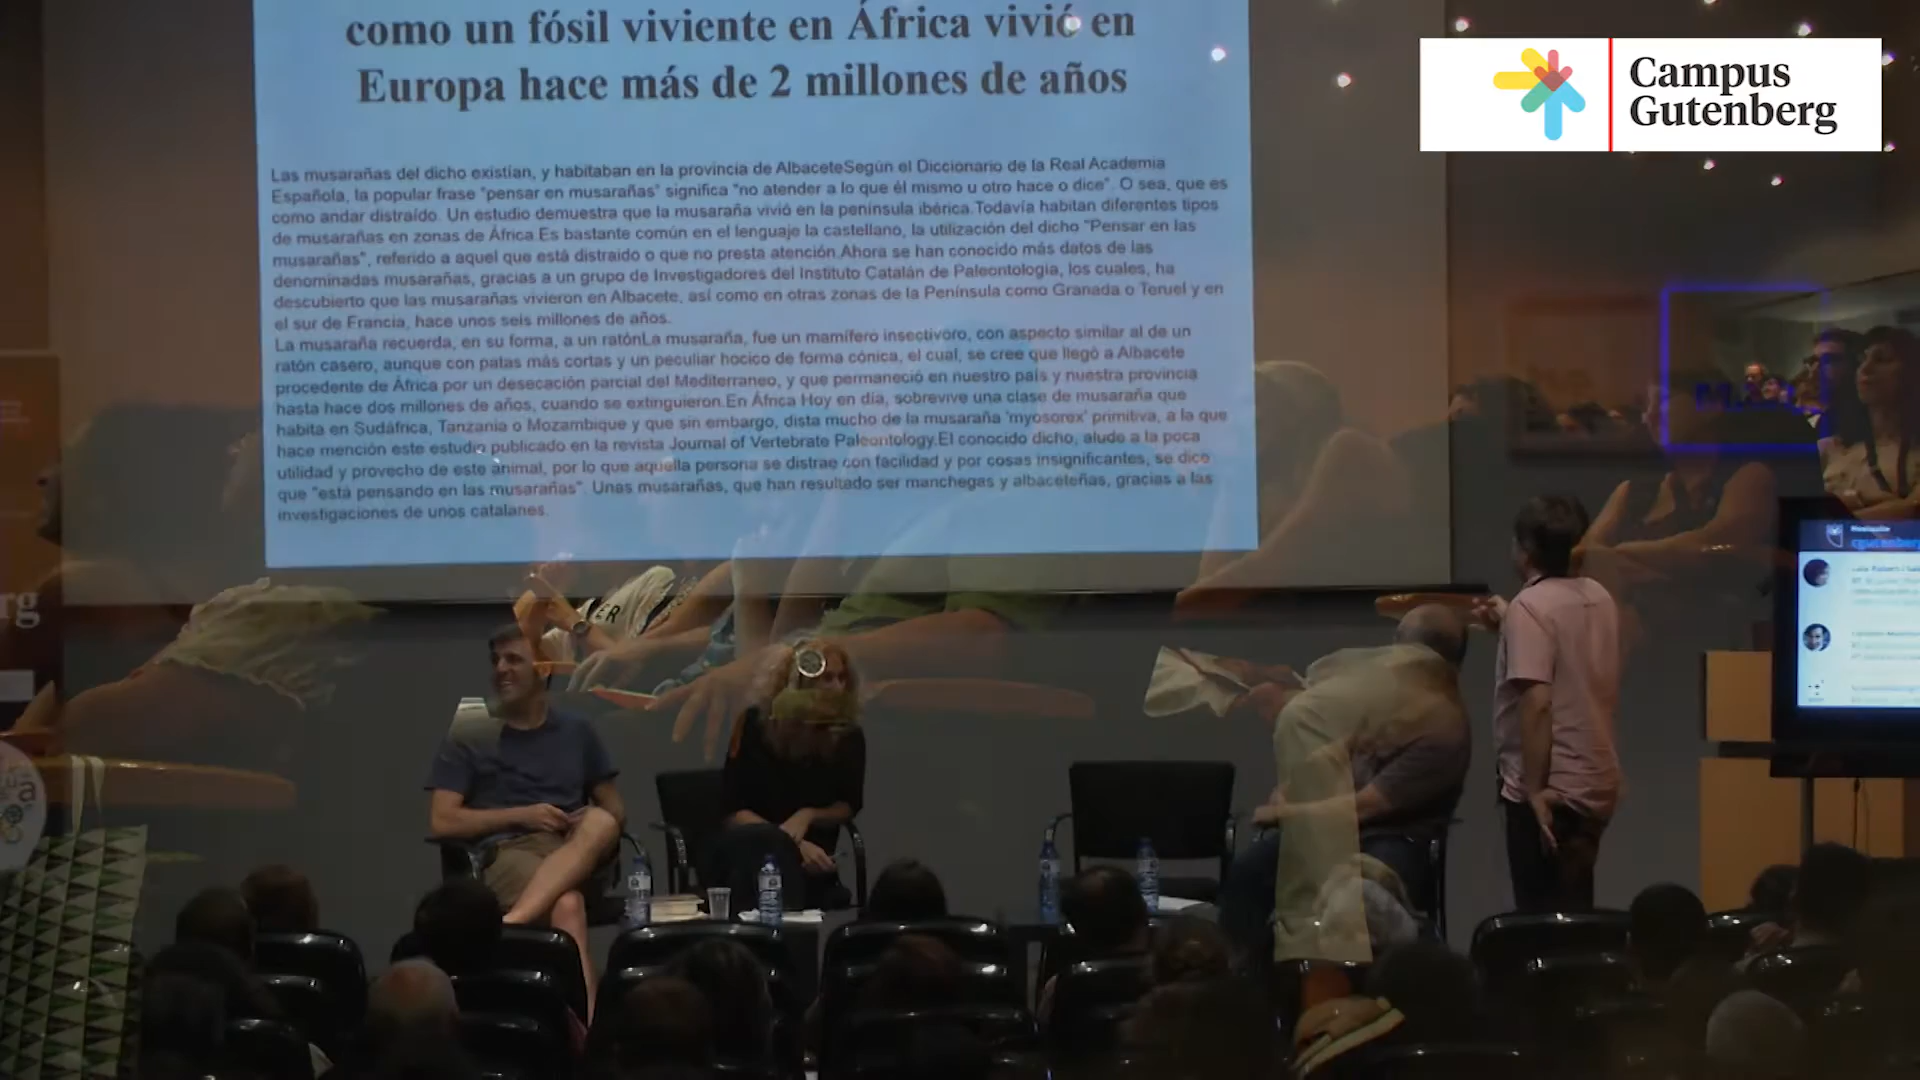 como un fósil viviente en África vivió en
Europa hace más de 2 millones de años
Campus
Gutenberg
Las musarañas del dicho existían, y habitaban en la provincia de AlbaceteSegún el Diccionario de la Real Academia
Española, la popular frase "pensar en musarañas" significa "no atender a lo que él mismo u otro hace o dice". O sea, que es
como andar distraído. Un estudio demuestra que la musaraña vivió en la península ibérica.Todavía habitan diferentes tipos
de musarañas en zonas de África.Es bastante común en el lenguaje la castellano, la utilización del dicho "Pensar en las
musarañas", referido a aquel que está distraido o que no presta atención.Ahora se han conocido más datos de las
denominadas musarañas, gracias a un grupo de Investigadores del Instituto Catalán de Paleontología, los cuales, ha
descubierto que las musarañas vivieron en Albacete, así como en otras zonas de la Península como Granada o Teruel y en
el sur de Francia, hace unos seis millones de años.
La musaraña recuerda, en su forma, a un ratónLa musaraña, fue un mamífero insectívoro, con aspecto similar al de un
ratón casero, aunque con patas más cortas y un peculiar hocico de forma cónica, el cual, se cree que llegó a Albacete
procedente de África por un desecación parcial del Mediterraneo, y que permaneció en nuestro país y nuestra provincia
hasta hace dos millones de años, cuando se extinguieron.En África Hoy en día, sobrevive una clase de musaraña que
habita en Sudáfrica, Tanzania o Mozambique y que sin embargo, dista mucho de la musaraña 'myosorex' primitiva, a la que
hace mención este estudio publicado en la revista Journal of Vertebrate Paleontology.El conocido dicho, alude a la poca
utilidad y provecho de este animal, por lo que aquella persona se distrae con facilidad y por cosas insignificantes, se dice
que "está pensando en las musarañas". Unas musarañas, que han resultado ser manchegas y albaceteñas, gracias a las
investigaciones de unos catalanes.
rg
ER